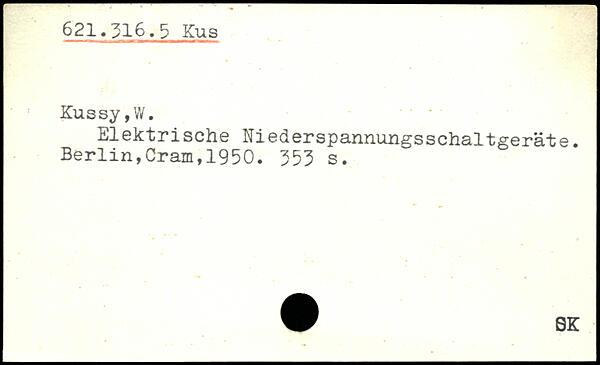 621.316.5 Kus
Kussy,W.
Elektrische Niederspannungsschaltgeräte.
Berlin,Cram,1950. 353 s.
SK